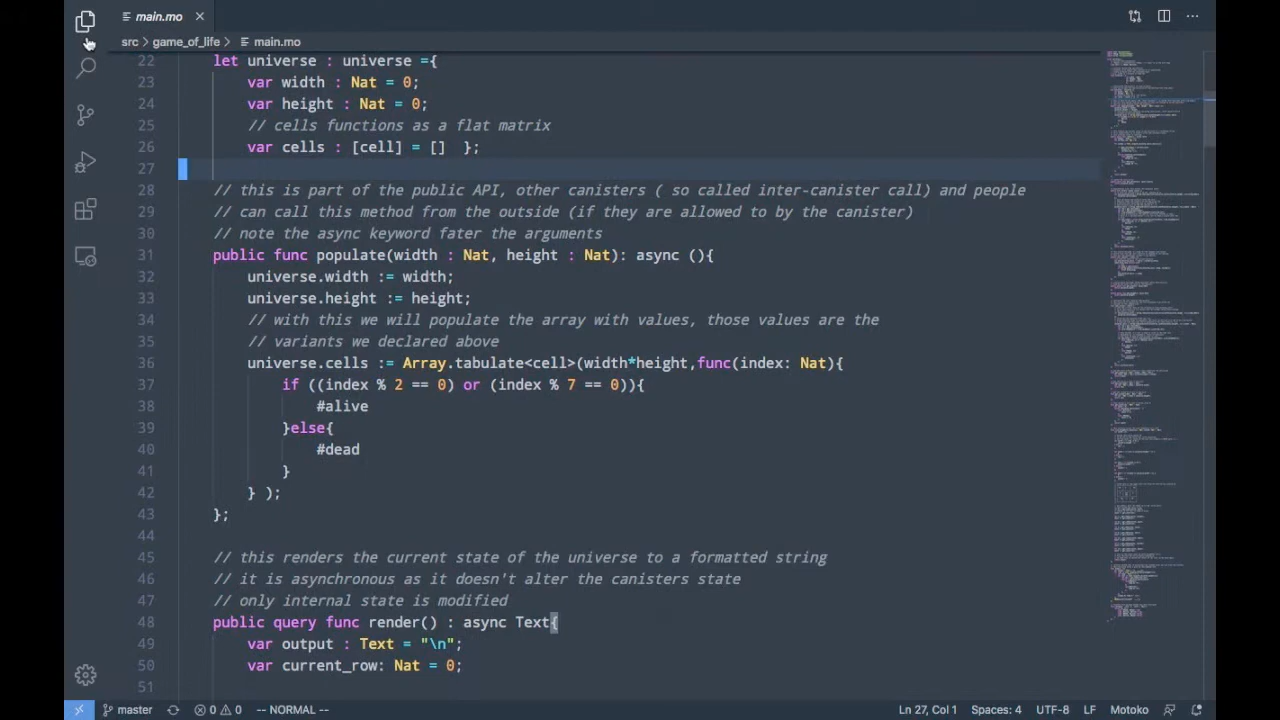 main.mo
src > game_of_life > main.mo
22 let universe : universe ={
23 var width : Nat = 0;
24 var height : Nat = 0;
25 // cells functions as a flat matrix
26 var cells : [cell] = [] };
27
28 // this is part of the public API, other canisters ( so called inter-canister call) and people
29 // can call this method from the outside (if they are allowed to by the canister)
30 // note the async keyword fater the arguments
31 public func populate(width : Nat, height : Nat): async (){
32 universe.width := width;
33 universe.height := height;
34 // with this we will populate the array with values, those values are the
35 // variants we declared above
36 universe.cells := Array.tabulate<cell>(width*height,func(index: Nat){
37 if ((index % 2 == 0) or (index % 7 == 0)){
38 #alive
39 }else{
40 #dead
41 }
42 } );
43 };
44
45 // this renders the current state of the universe to a formatted string
46 // it is asynchronous as it doesn't alter the canisters state
47 // only internal state is modified
48 public query func render() : async Text{
49 var output : Text = "\n";
50 var current_row: Nat = 0;
51
master 0 0 -- NORMAL -- Ln 27, Col 1 Spaces: 4 UTF-8 LF Motoko